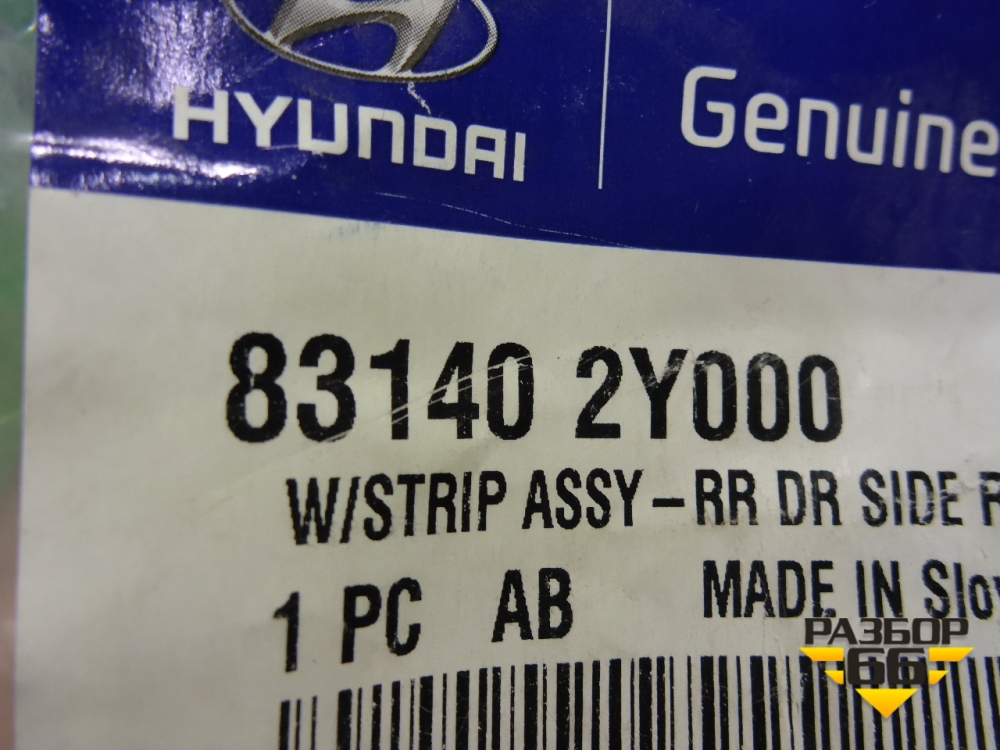 HYUNDAI
Genuine
83140 2Y000
W/STRIP ASSY-RR DR SIDE
1 PC AB MADE IN
РАЗБОР
66